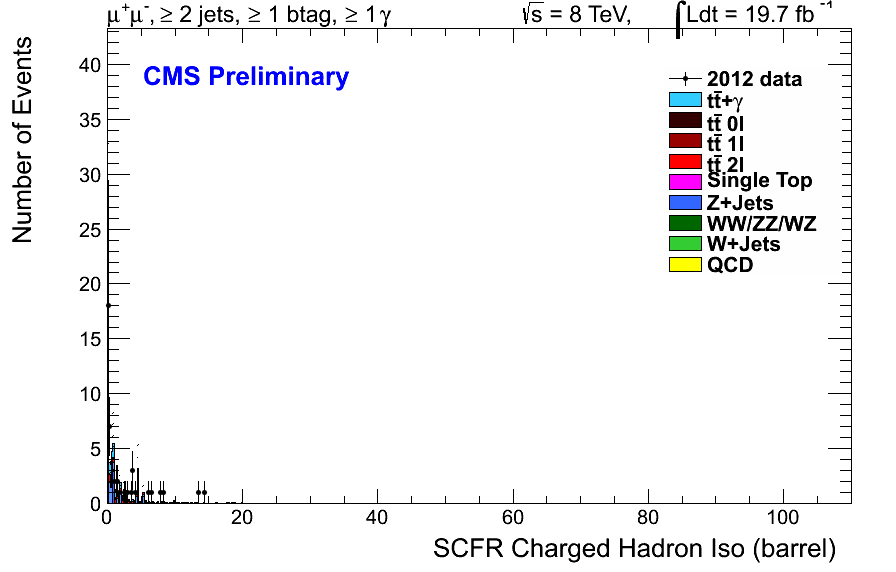 μ⁺μ⁻, ≥ 2 jets, ≥ 1 btag, ≥ 1 γ √s = 8 TeV, ∫ Ldt = 19.7 fb⁻¹
CMS Preliminary
2012 data
tt̄+γ
tt̄ 0l
tt̄ 1l
tt̄ 2l
Single Top
Z+Jets
WW/ZZ/WZ
W+Jets
QCD
Number of Events
40
35
30
25
20
15
10
5
0
0 20 40 60 80 100
SCFR Charged Hadron Iso (barrel)